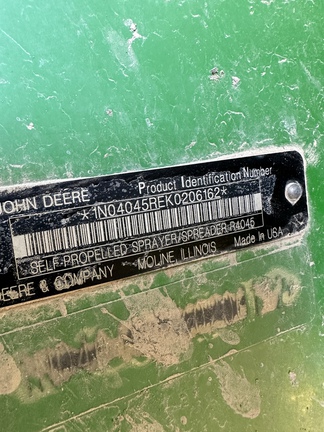 JOHN DEERE Product Identification Number
*1N04045REK0206162*
SELF-PROPELLED SPRAYER/SPREADER R4045
DEERE & COMPANY MOLINE, ILLINOIS Made in USA